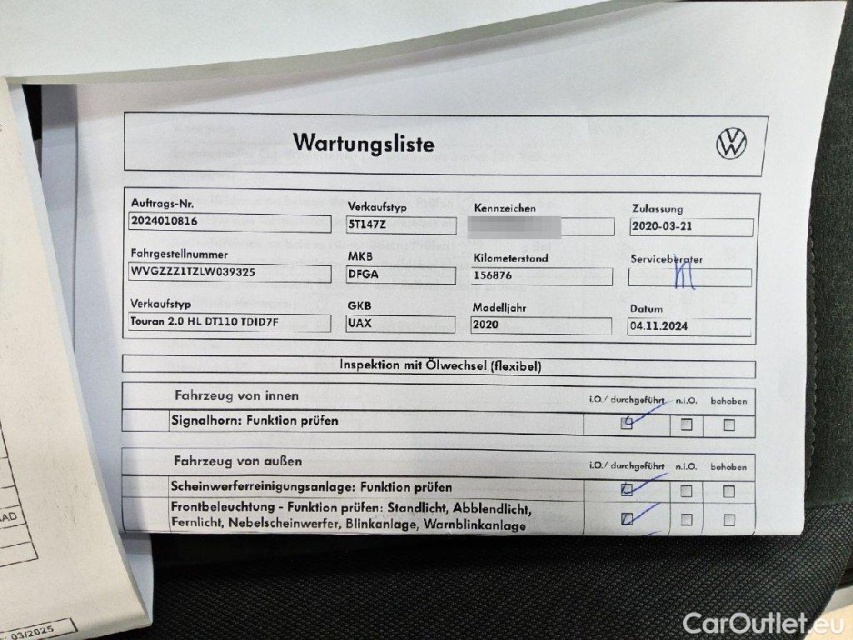 Wartungsliste
Auftrags-Nr. Verkaufstyp Kennzeichen Zulassung
2024010816 5T147Z 2020-03-21
Fahrgestellnummer MKB Kilometerstand Serviceberater
WVGZZZ1TZLW039325 DFGA 156876
Verkaufstyp GKB Modelljahr Datum
Touran 2.0 HL DT110 TDID7F UAX 2020 04.11.2024
Inspektion mit Ölwechsel (flexibel)
Fahrzeug von innen i.O./ durchgeführt n.i.O. behoben
Signalhorn: Funktion prüfen
Fahrzeug von außen i.O./ durchgeführt n.i.O. behoben
Scheinwerferreinigungsanlage: Funktion prüfen
Frontbeleuchtung - Funktion prüfen: Standlicht, Abblendlicht,
Fernlicht, Nebelscheinwerfer, Blinkanlage, Warnblinkanlage
AAD
03/2025
CarOutlet.eu